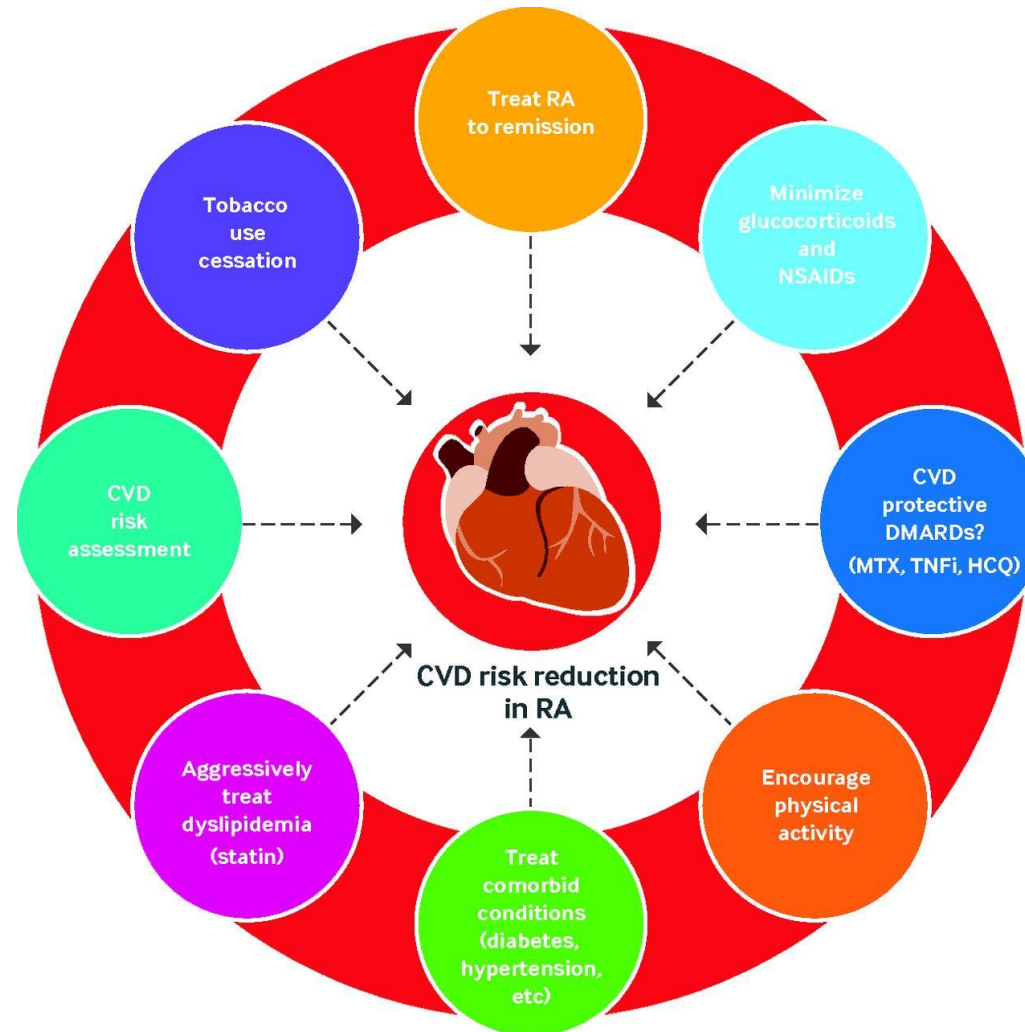 Treat RA
to remission
Minimize
glucocorticoids
and
NSAIDs
CVD
protective
DMARDs?
(MTX, TNFi, HCQ)
Encourage
physical
activity
Treat
comorbid
conditions
(diabetes,
hypertension,
etc)
Aggressively
treat
dyslipidemia
(statin)
CVD
risk
assessment
Tobacco
use
cessation
CVD risk reduction
in RA